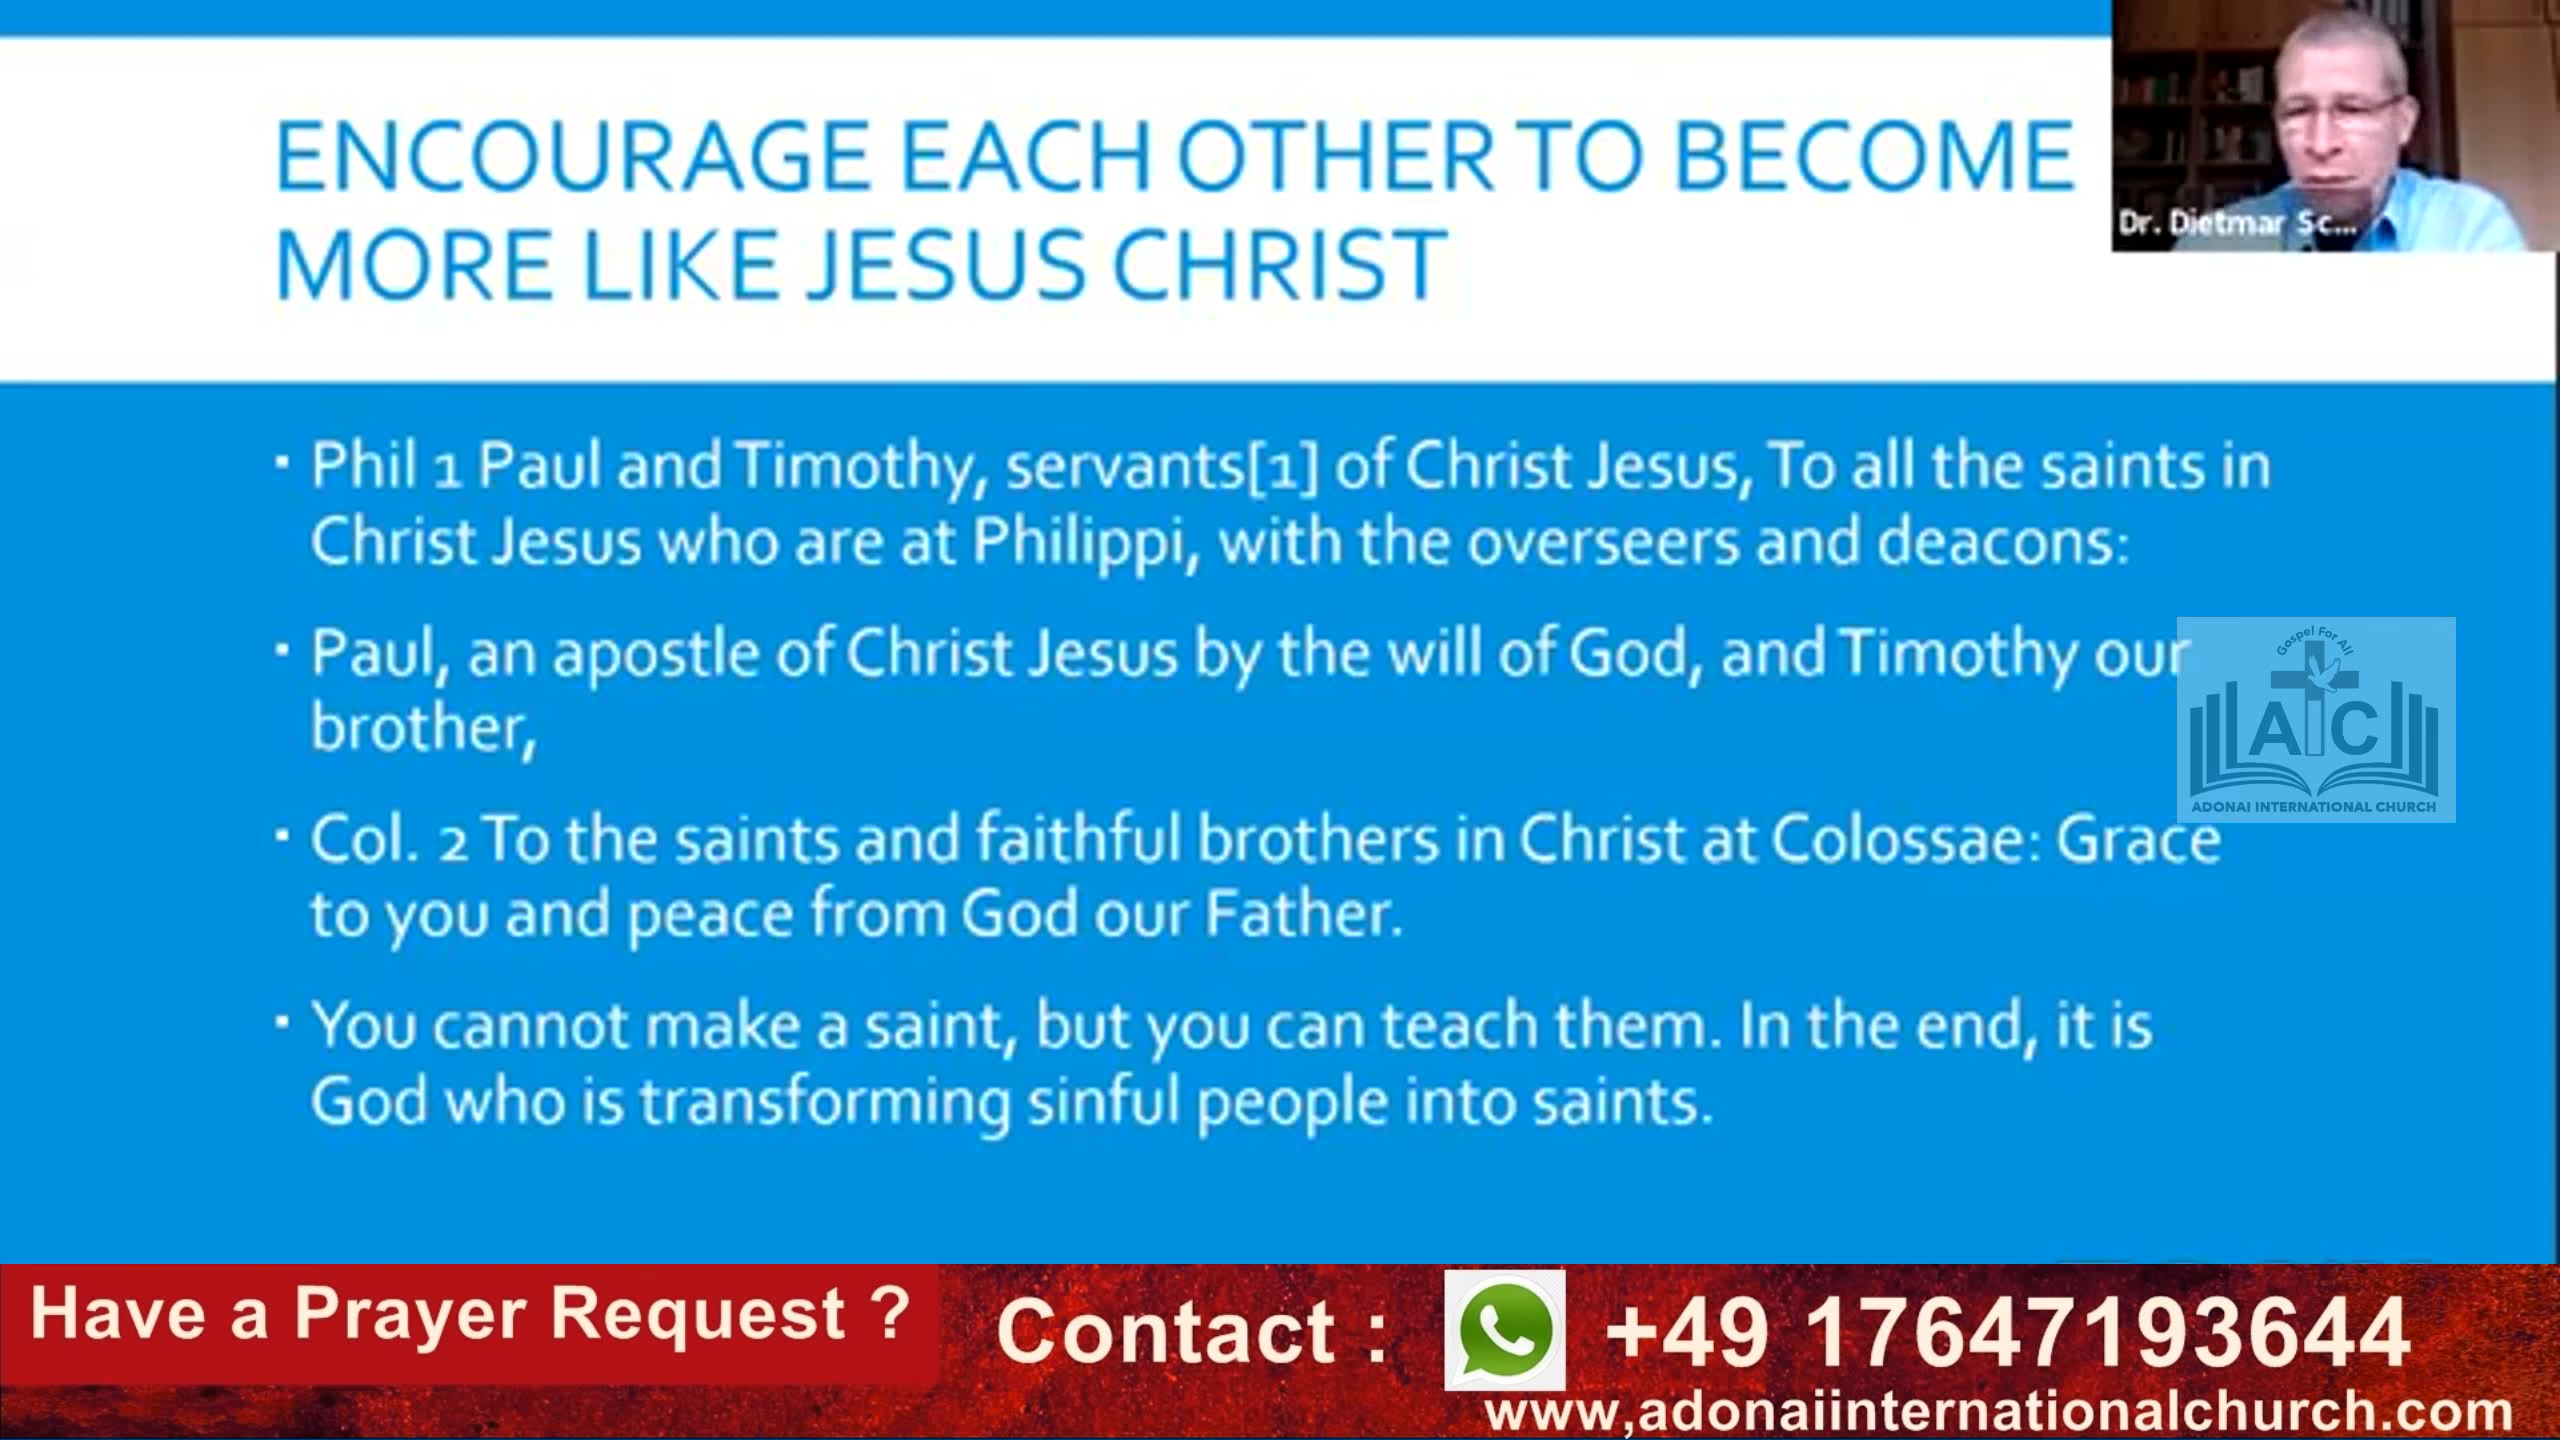 ENCOURAGE EACH OTHER TO BECOME
MORE LIKE JESUS CHRIST
Dr. Dietmar Sc...
▪ Phil 1 Paul and Timothy, servants[1] of Christ Jesus, To all the saints in
Christ Jesus who are at Philippi, with the overseers and deacons:
▪ Paul, an apostle of Christ Jesus by the will of God, and Timothy our
brother,
▪ Col. 2 To the saints and faithful brothers in Christ at Colossae: Grace
to you and peace from God our Father.
▪ You cannot make a saint, but you can teach them. In the end, it is
God who is transforming sinful people into saints.
Gospel For All
AIC
ADONAI INTERNATIONAL CHURCH
Have a Prayer Request ?
Contact :
+49 17647193644
www,adonaiinternationalchurch.com